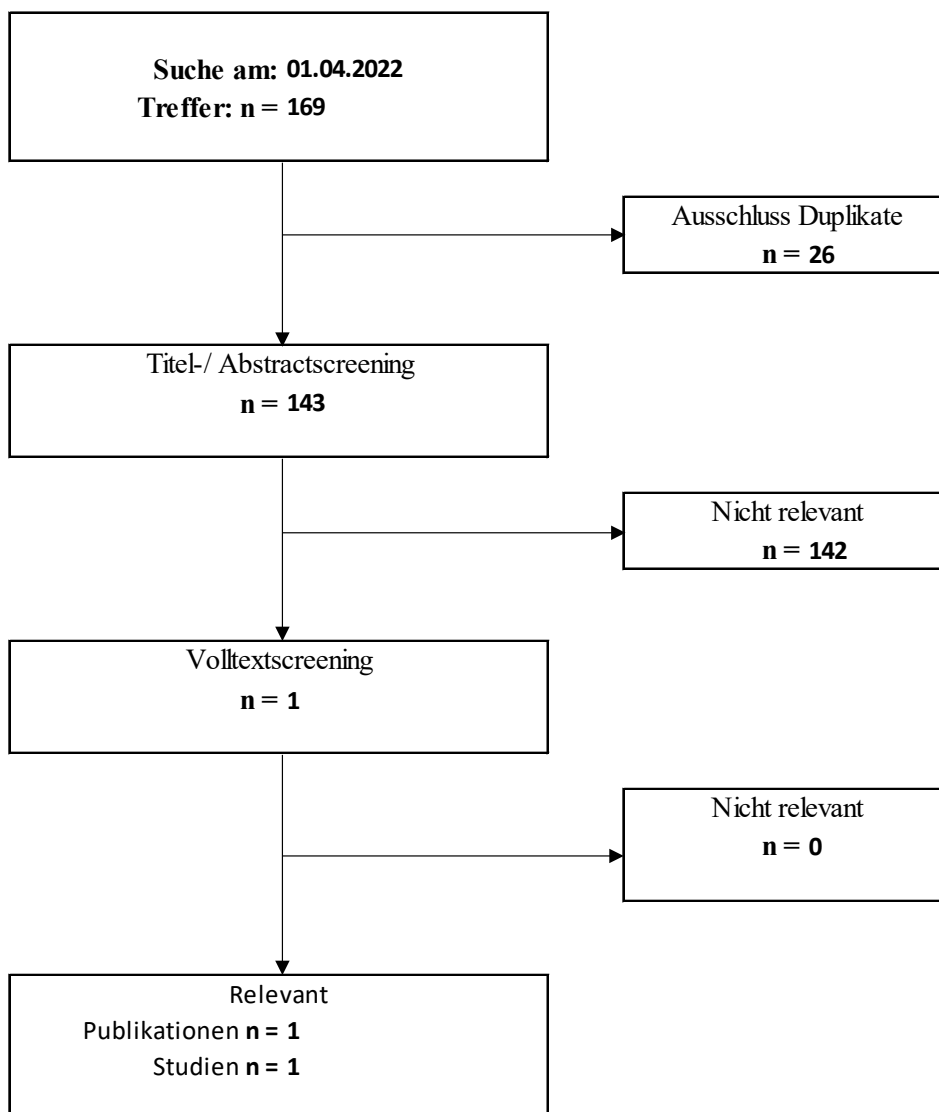 Suche am: 01.04.2022
Treffer: n = 169
Ausschluss Duplikate
n = 26
Titel-/ Abstractscreening
n = 143
Nicht relevant
n = 142
Volltextscreening
n = 1
Nicht relevant
n = 0
Relevant
Publikationen n = 1
Studien n = 1